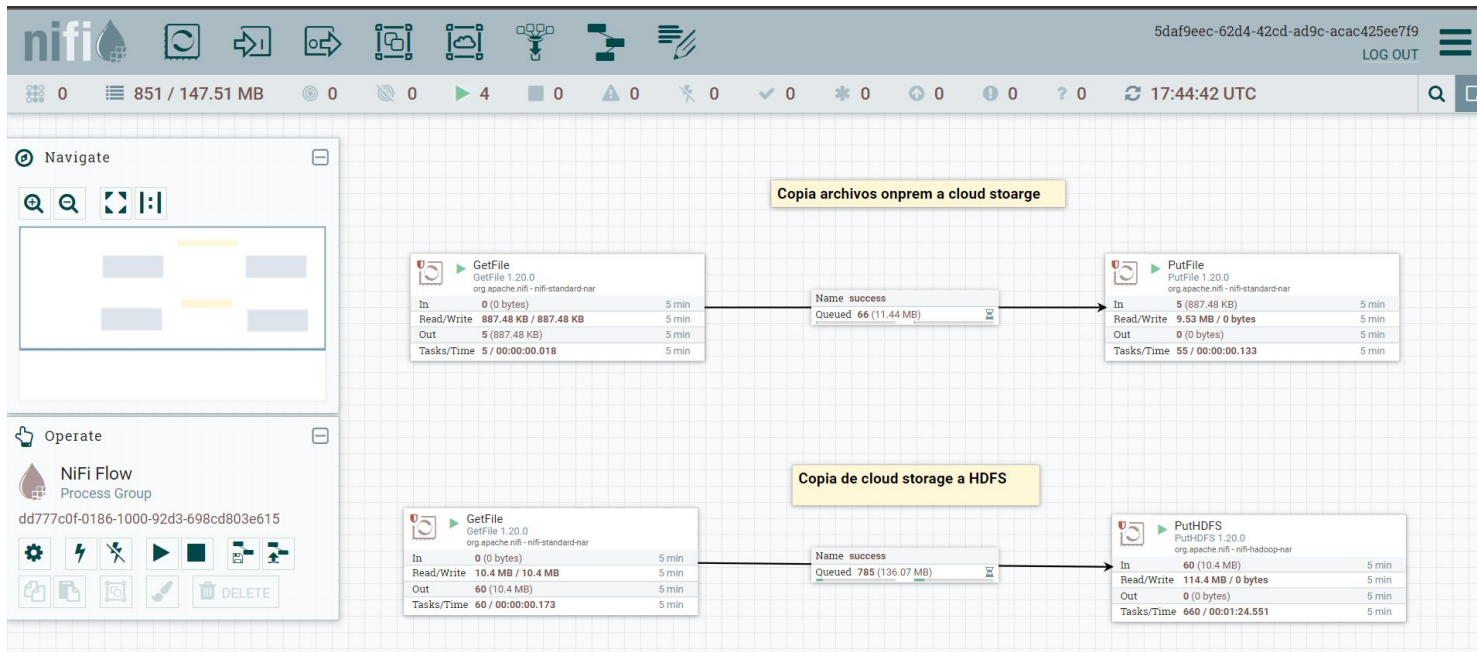 nifi
5daf9eec-62d4-42cd-ad9c-acac425ee7f9
LOG OUT
0 851 / 147.51 MB 0 0 4 0 0 0 0 0 0 0 ? 0 17:44:42 UTC
Navigate
Copia archivos onprem a cloud stoarge
GetFile
GetFile 1.20.0
org.apache.nifi - nifi-standard-nar
In 0 (0 bytes) 5 min
Read/Write 887.48 KB / 887.48 KB 5 min
Out 5 (887.48 KB) 5 min
Tasks/Time 5 / 00:00:00.018 5 min
Name success
Queued 66 (11.44 MB)
PutFile
PutFile 1.20.0
org.apache.nifi - nifi-standard-nar
In 5 (887.48 KB) 5 min
Read/Write 9.53 MB / 0 bytes 5 min
Out 0 (0 bytes) 5 min
Tasks/Time 55 / 00:00:00.133 5 min
Operate
NiFi Flow
Process Group
dd777c0f-0186-1000-92d3-698cd803e615
DELETE
Copia de cloud storage a HDFS
GetFile
GetFile 1.20.0
org.apache.nifi - nifi-standard-nar
In 0 (0 bytes) 5 min
Read/Write 10.4 MB / 10.4 MB 5 min
Out 60 (10.4 MB) 5 min
Tasks/Time 60 / 00:00:00.173 5 min
Name success
Queued 785 (136.07 MB)
PutHDFS
PutHDFS 1.20.0
org.apache.nifi - nifi-hadoop-nar
In 60 (10.4 MB) 5 min
Read/Write 114.4 MB / 0 bytes 5 min
Out 0 (0 bytes) 5 min
Tasks/Time 660 / 00:01:24.551 5 min